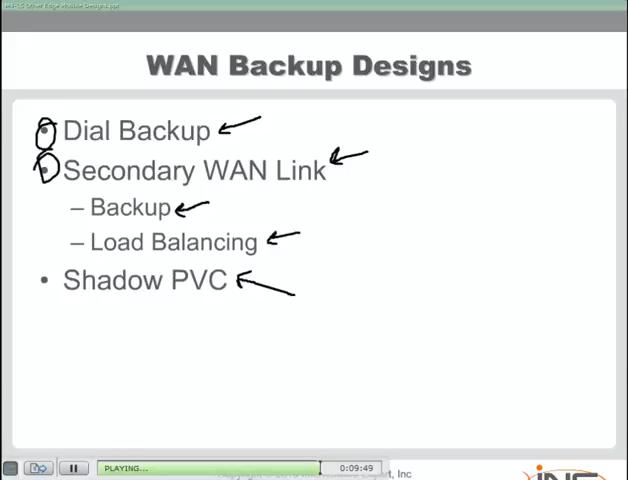 WAN Backup Designs
• Dial Backup
• Secondary WAN Link
– Backup
– Load Balancing
• Shadow PVC
PLAYING...
0:09:49